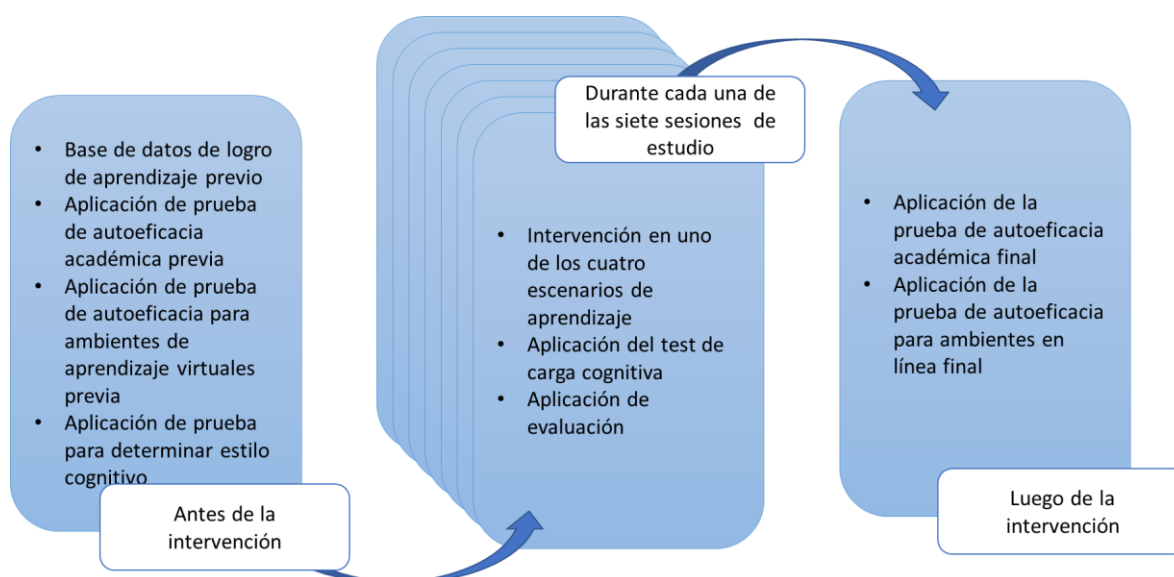 • Base de datos de logro
de aprendizaje previo
• Aplicación de prueba
de autoeficacia
académica previa
• Aplicación de prueba
de autoeficacia para
ambientes de
aprendizaje virtuales
previa
• Aplicación de prueba
para determinar estilo
cognitivo
Antes de la
intervención
Durante cada una de
las siete sesiones de
estudio
• Intervención en uno
de los cuatro
escenarios de
aprendizaje
• Aplicación del test de
carga cognitiva
• Aplicación de
evaluación
• Aplicación de la
prueba de autoeficacia
académica final
• Aplicación de la
prueba de autoeficacia
para ambientes en
línea final
Luego de la
intervención